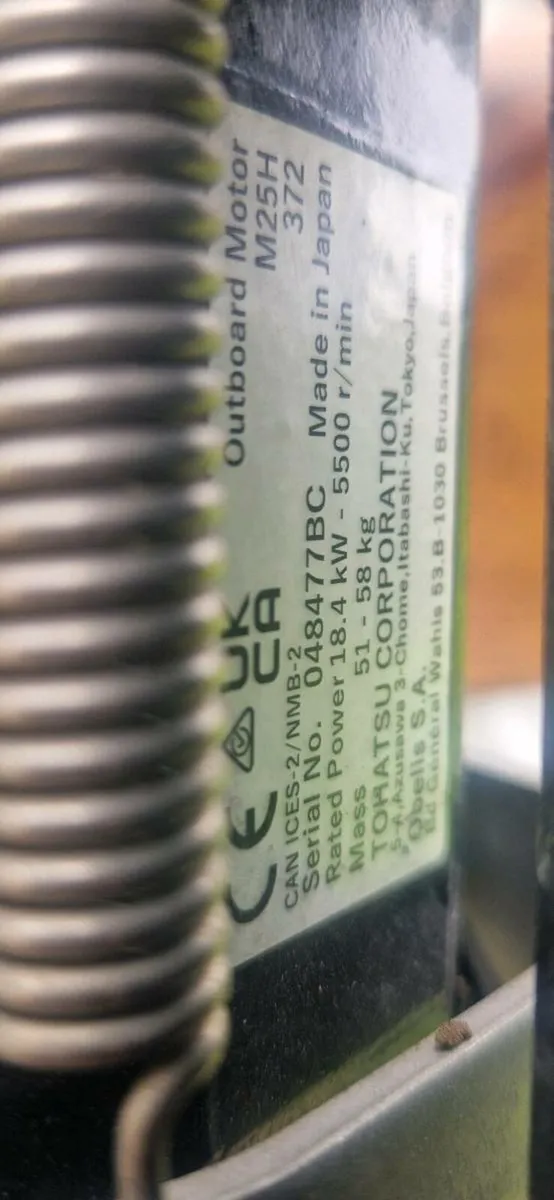 Outboard Motor
CE UK CA M25H
CAN ICES-2/NMB-2 372
Serial No. 048477BC Made in Japan
Rated Power 18.4 kW - 5500 r/min
Mass 51 - 58 kg
TOHATSU CORPORATION
5-4, Azusawa 3-Chome, Itabashi-Ku, Tokyo, Japan
Obelis S.A.
Bd Général Wahis 53, B-1030 Brussels,